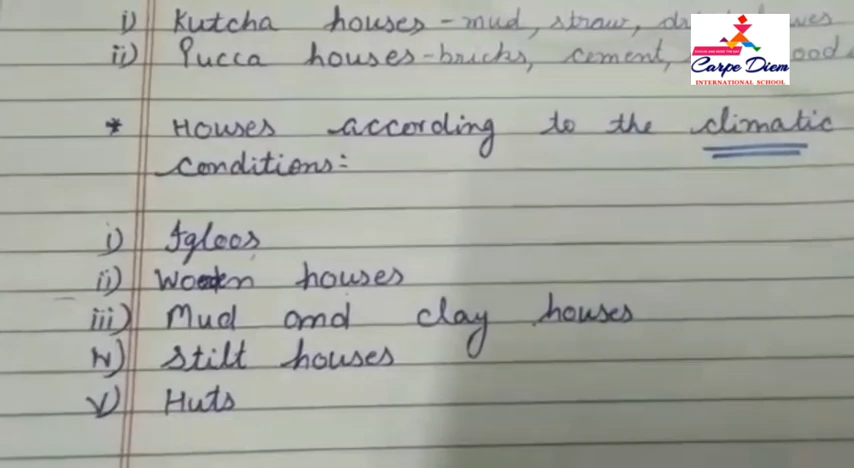 i) Kutcha houses - mud, straw,
ii) Pucca houses - bricks, cement,
* Houses according to the climatic
conditions:
i) Igloos
ii) Wooden houses
iii) Mud and clay houses
iv) Stilt houses
v) Huts
Carpe Diem
INTERNATIONAL SCHOOL